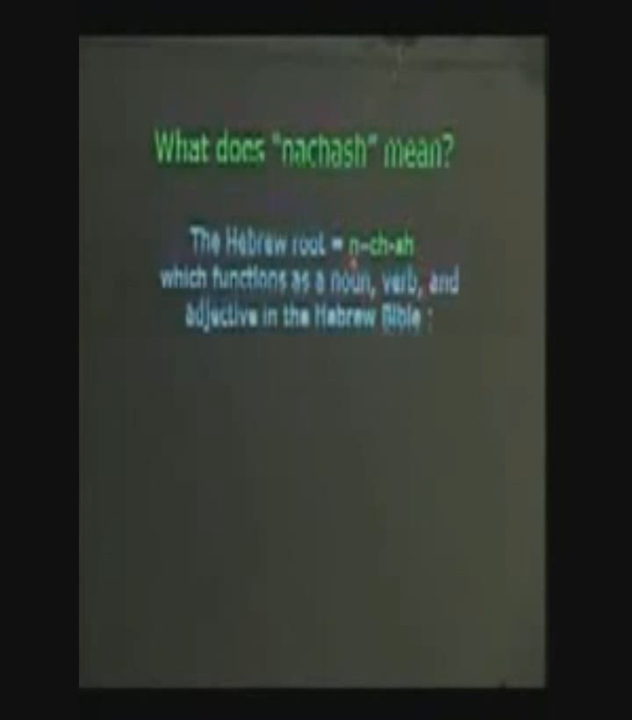 What does "nachash" mean?
The Hebrew root = n-ch-sh
which functions as a noun, verb, and
adjective in the Hebrew Bible :